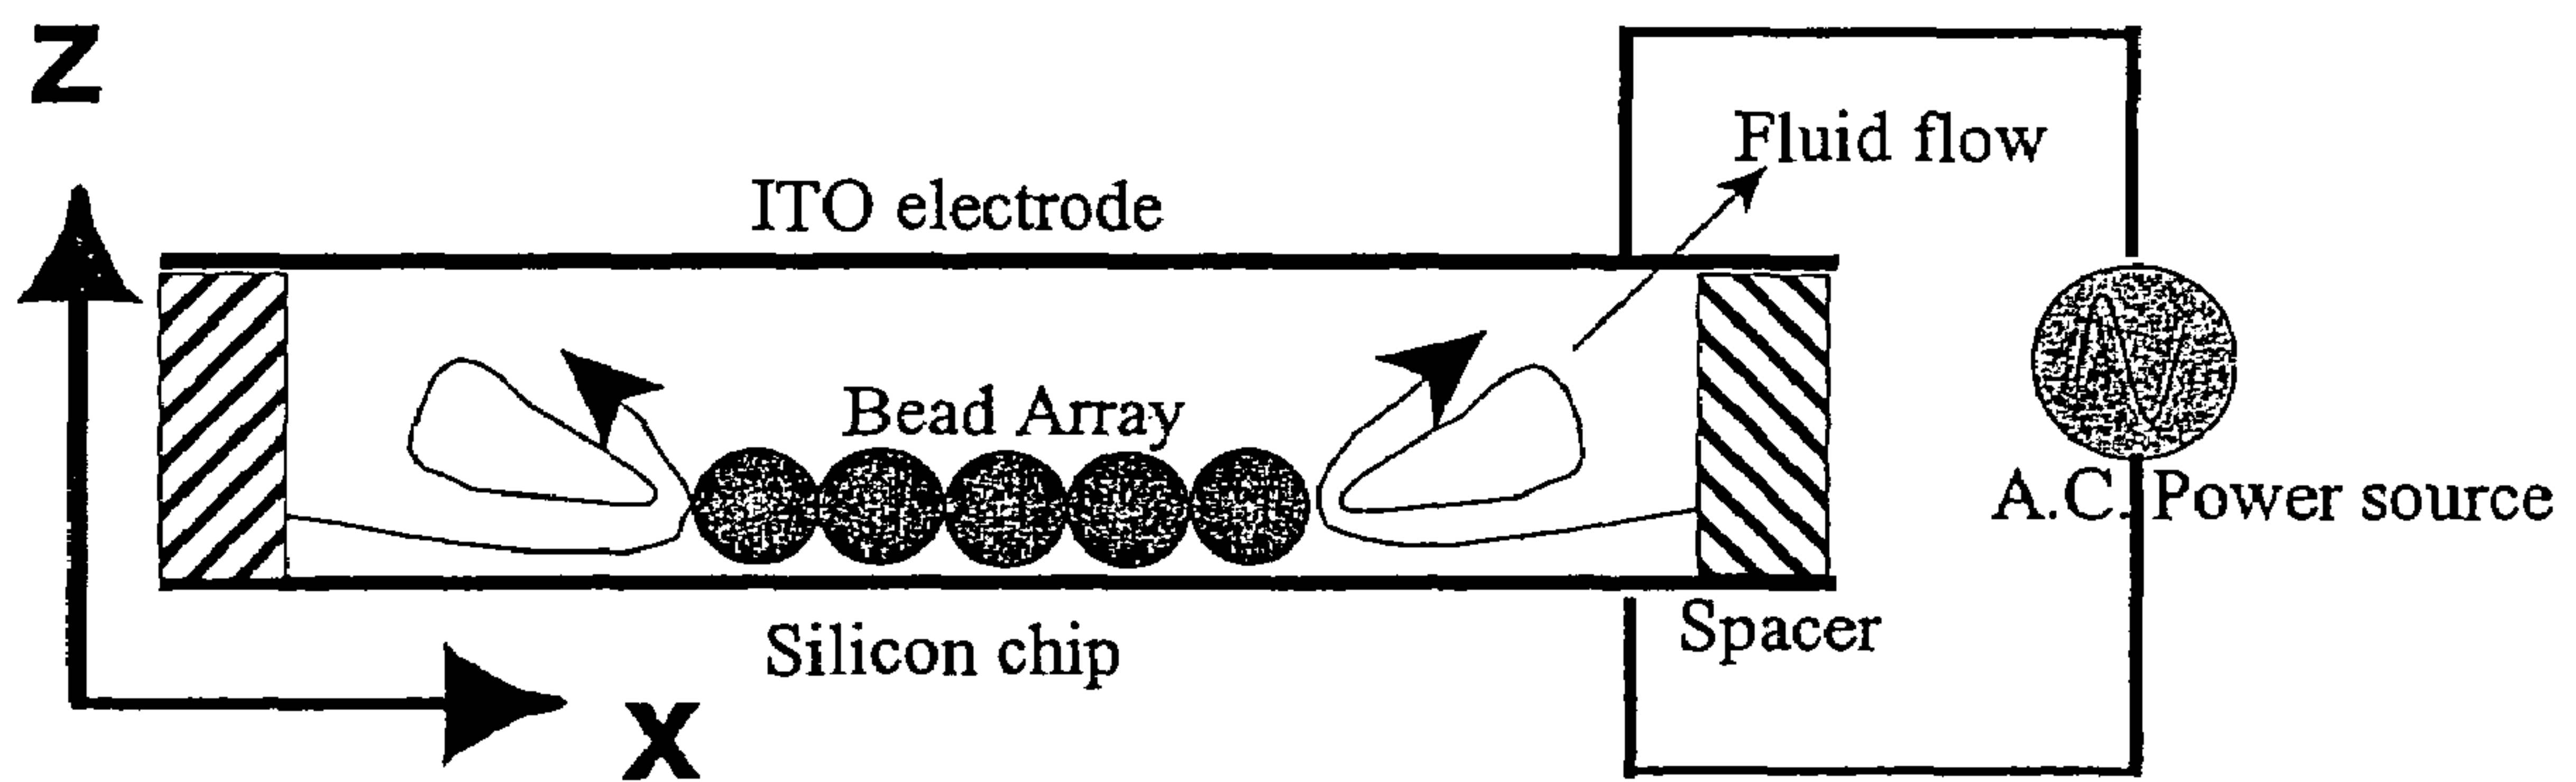 Z
Fluid flow
ITO electrode
Bead Array
A.C. Power source
Spacer
Silicon chip
X